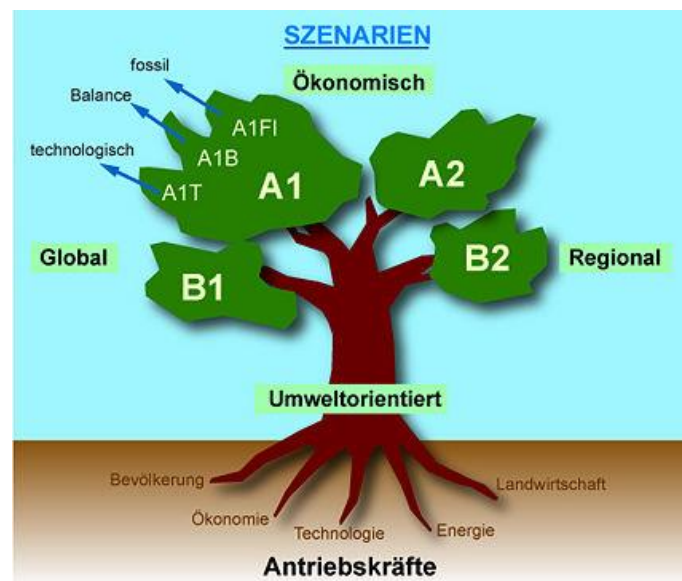 SZENARIEN
fossil
Ökonomisch
Balance
A1FI
technologisch
A1B
A1T
A1
A2
Global
B1
B2
Regional
Umweltorientiert
Bevölkerung
Landwirtschaft
Ökonomie
Technologie
Energie
Antriebskräfte